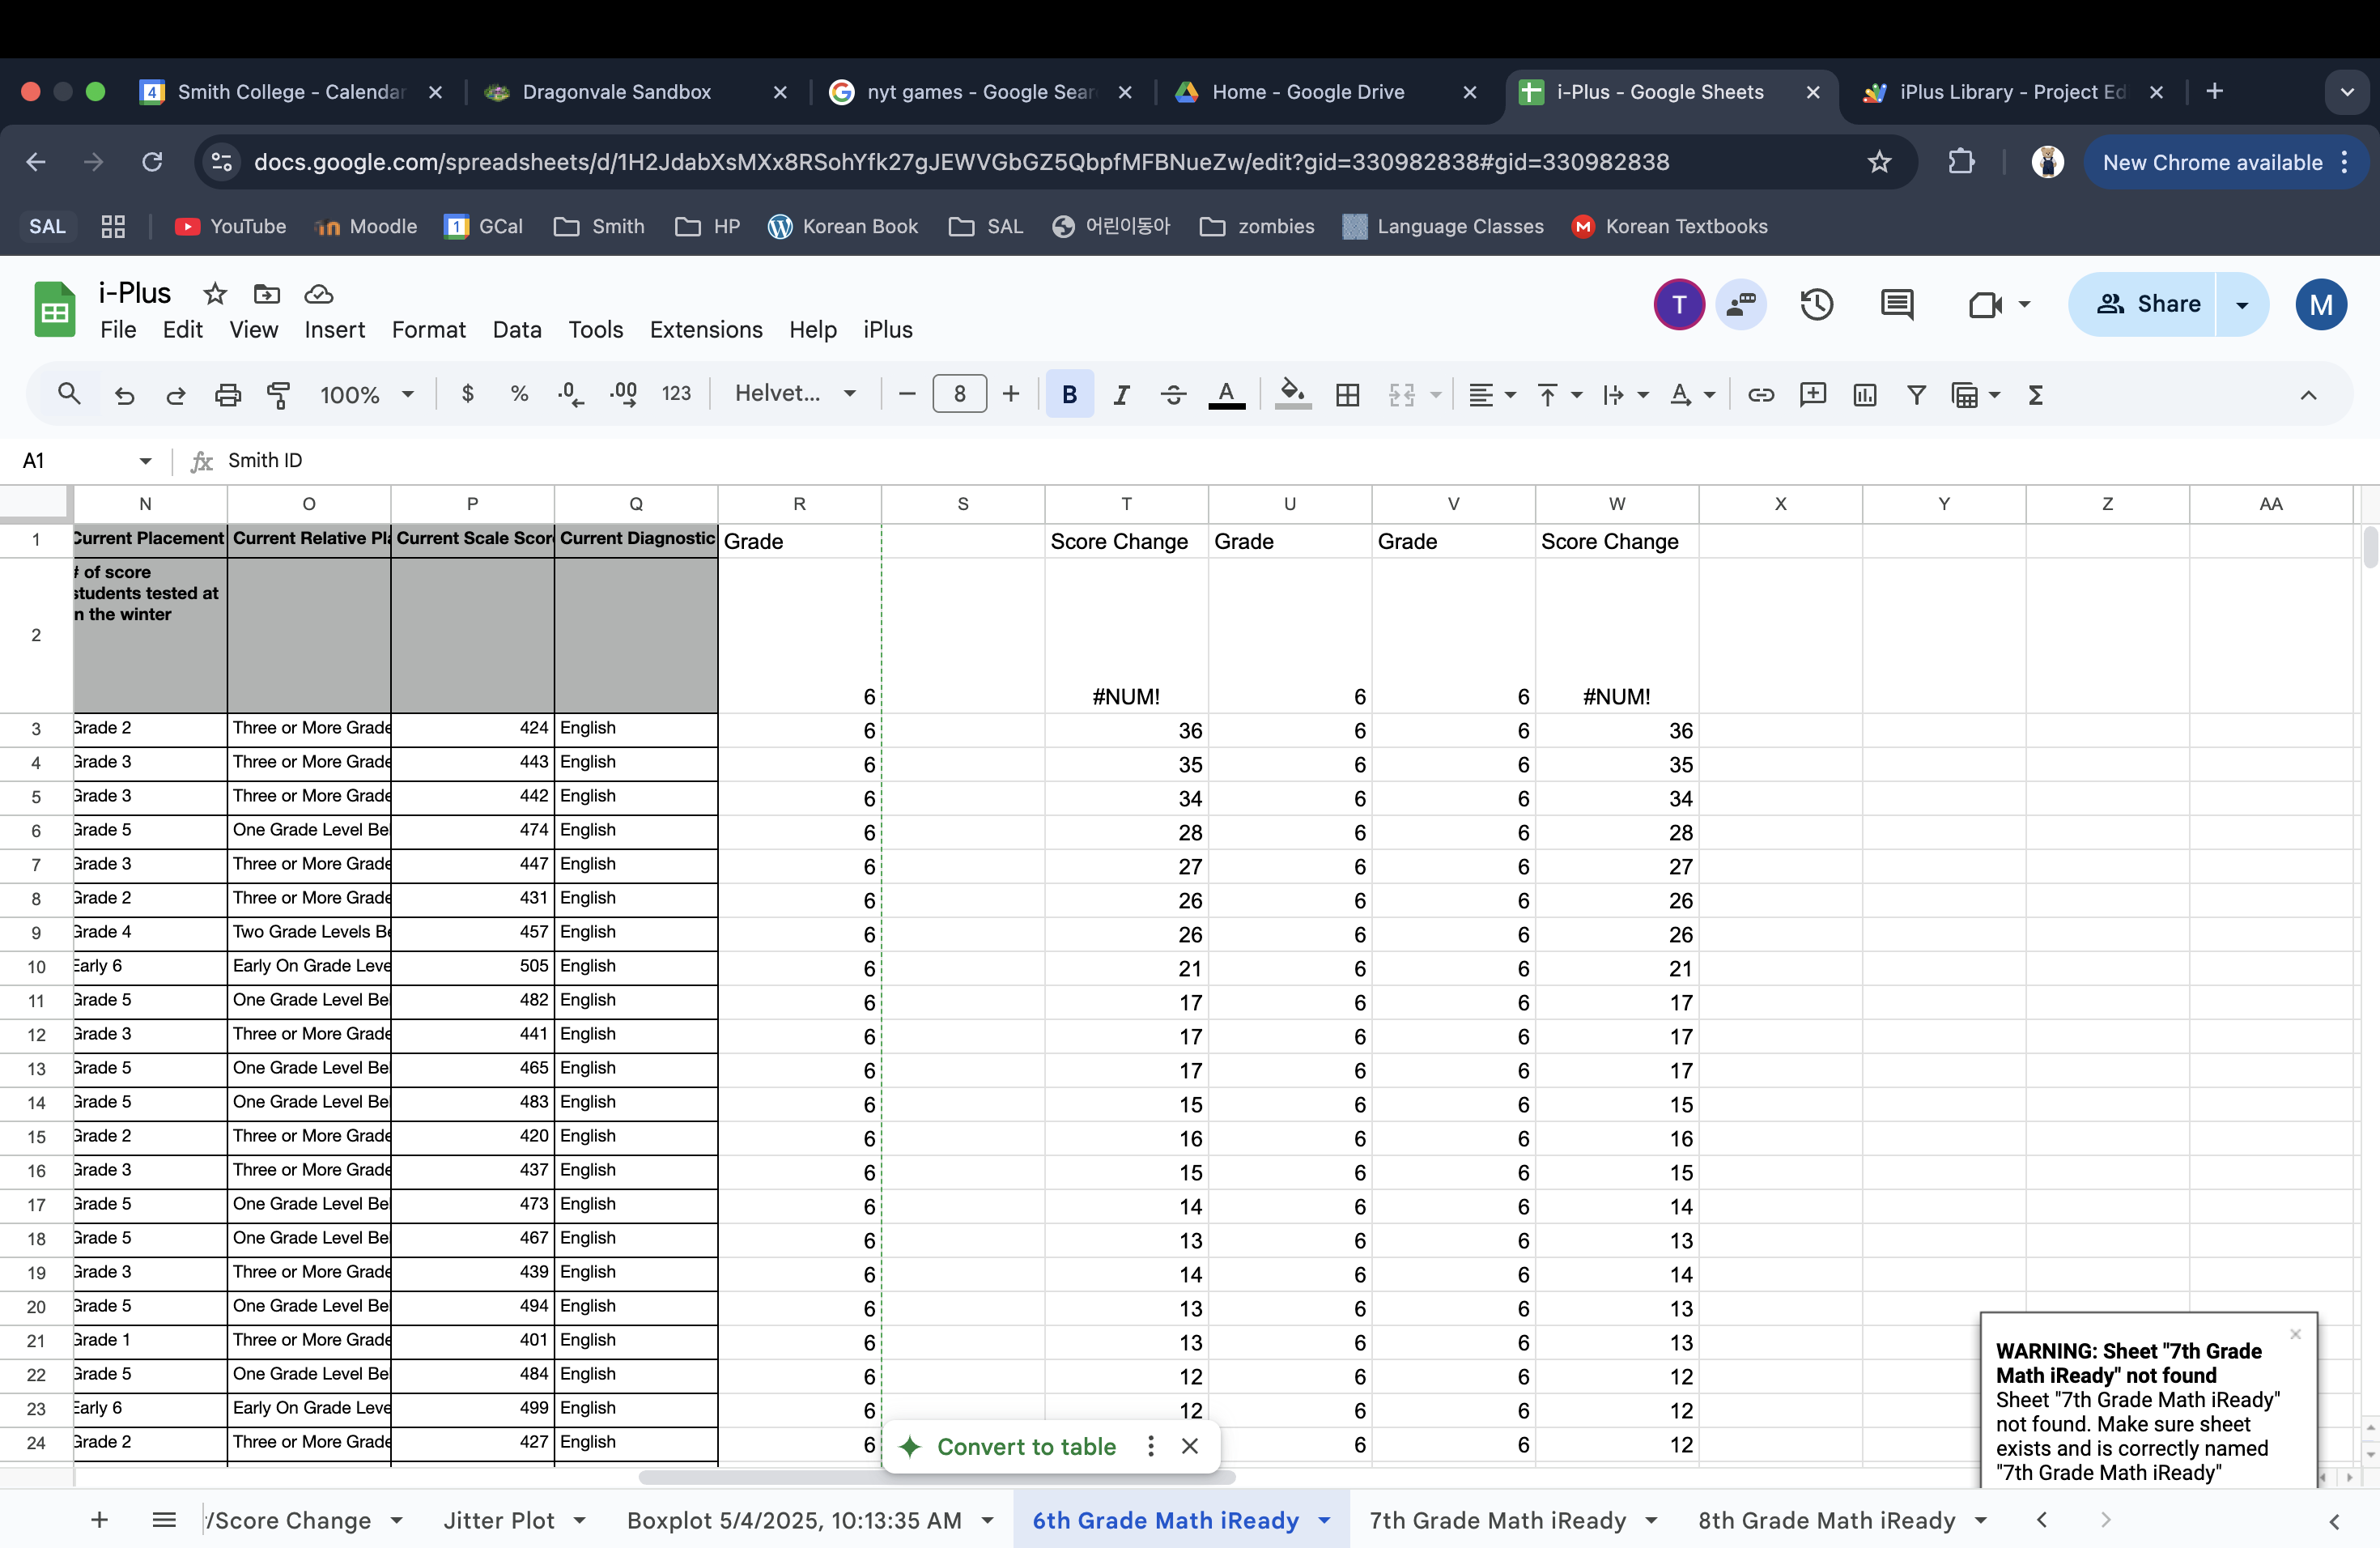 4 Smith College - Calendar
Dragonvale Sandbox
nyt games - Google Sear
Home - Google Drive
i-Plus - Google Sheets
iPlus Library - Project Ed
docs.google.com/spreadsheets/d/1H2JdabXsMXx8RSohYfk27gJEWVGbGZ5QbpfMFBNueZw/edit?gid=330982838#gid=330982838
New Chrome available
SAL YouTube Moodle 1 GCal Smith HP Korean Book SAL 어린이동아 zombies Language Classes M Korean Textbooks
i-Plus
T Share M
File Edit View Insert Format Data Tools Extensions Help iPlus
100% $ % .0 .00 123 Helvet... 8 B I A
A1 fx Smith ID
N O P Q R S T U V W X Y Z AA
1 Current Placement Current Relative Pla Current Scale Scor Current Diagnostic Grade Score Change Grade Grade Score Change
# of score
students tested at
in the winter
2 6 #NUM! 6 6 #NUM!
3 Grade 2 Three or More Grade 424 English 6 36 6 6 36
4 Grade 3 Three or More Grade 443 English 6 35 6 6 35
5 Grade 3 Three or More Grade 442 English 6 34 6 6 34
6 Grade 5 One Grade Level Be 474 English 6 28 6 6 28
7 Grade 3 Three or More Grade 447 English 6 27 6 6 27
8 Grade 2 Three or More Grade 431 English 6 26 6 6 26
9 Grade 4 Two Grade Levels Be 457 English 6 26 6 6 26
10 Early 6 Early On Grade Leve 505 English 6 21 6 6 21
11 Grade 5 One Grade Level Be 482 English 6 17 6 6 17
12 Grade 3 Three or More Grade 441 English 6 17 6 6 17
13 Grade 5 One Grade Level Be 465 English 6 17 6 6 17
14 Grade 5 One Grade Level Be 483 English 6 15 6 6 15
15 Grade 2 Three or More Grade 420 English 6 16 6 6 16
16 Grade 3 Three or More Grade 437 English 6 15 6 6 15
17 Grade 5 One Grade Level Be 473 English 6 14 6 6 14
18 Grade 5 One Grade Level Be 467 English 6 13 6 6 13
19 Grade 3 Three or More Grade 439 English 6 14 6 6 14
20 Grade 5 One Grade Level Be 494 English 6 13 6 6 13
21 Grade 1 Three or More Grade 401 English 6 13 6 6 13
22 Grade 5 One Grade Level Be 484 English 6 12 6 6 12
23 Early 6 Early On Grade Leve 499 English 6 12 6 6 12
24 Grade 2 Three or More Grade 427 English 6 6 6 12
Convert to table
WARNING: Sheet "7th Grade
Math iReady" not found
Sheet "7th Grade Math iReady"
not found. Make sure sheet
exists and is correctly named
"7th Grade Math iReady"
/Score Change Jitter Plot Boxplot 5/4/2025, 10:13:35 AM 6th Grade Math iReady 7th Grade Math iReady 8th Grade Math iReady